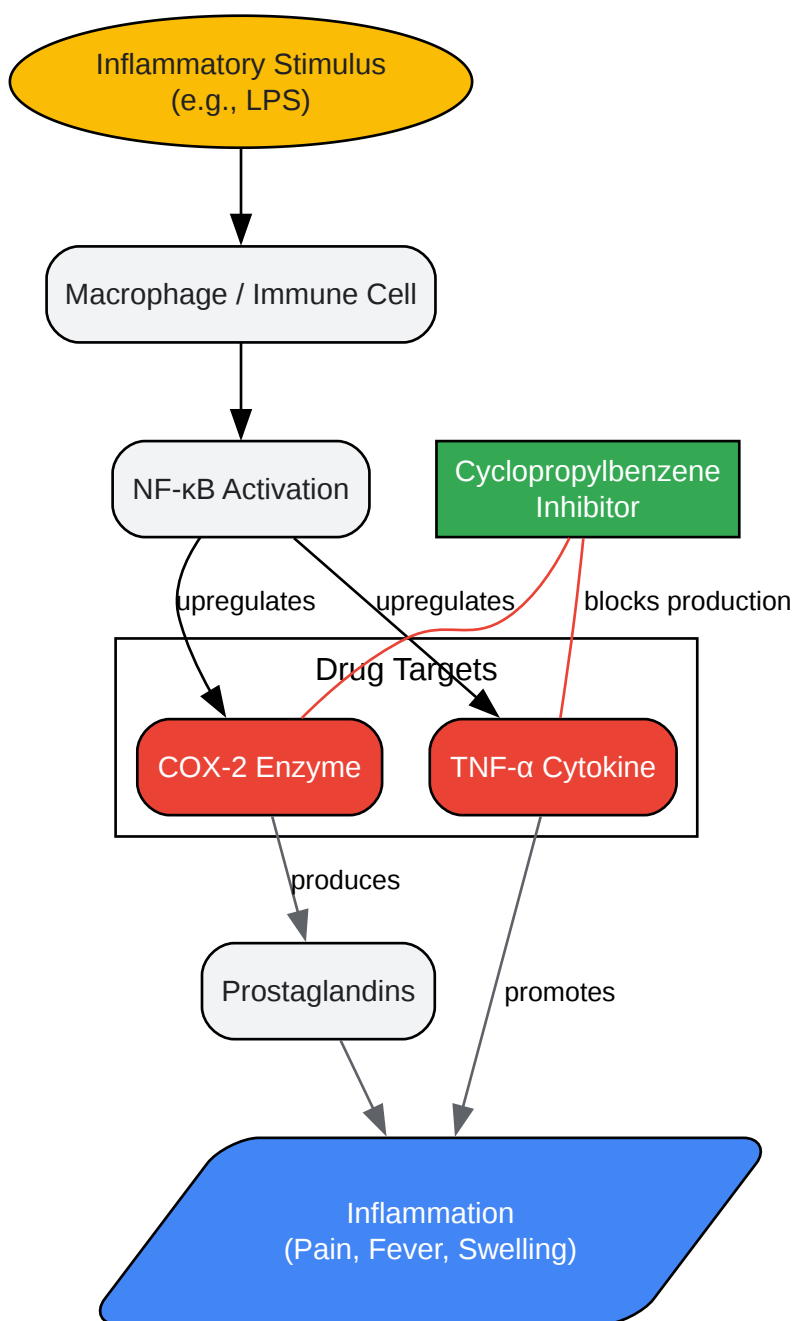 Inflammatory Stimulus
(e.g., LPS)
Macrophage / Immune Cell
NF-κB Activation
Cyclopropylbenzene
Inhibitor
upregulates
upregulates
blocks production
Drug Targets
COX-2 Enzyme
TNF-α Cytokine
produces
Prostaglandins
promotes
Inflammation
(Pain, Fever, Swelling)